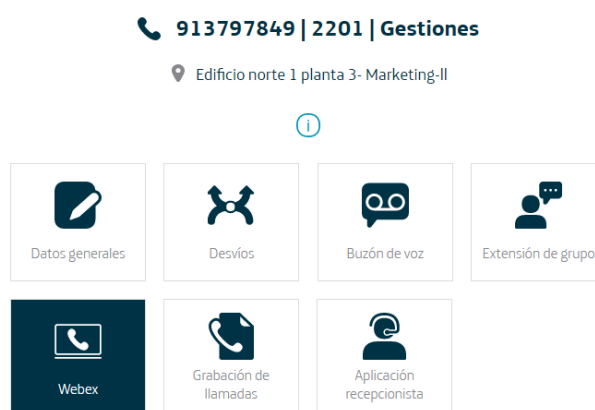 913797849 | 2201 | Gestiones
Edificio norte 1 planta 3- Marketing-II
i
Datos generales
Desvíos
Buzón de voz
Extensión de grupo
Webex
Grabación de
llamadas
Aplicación
recepcionista